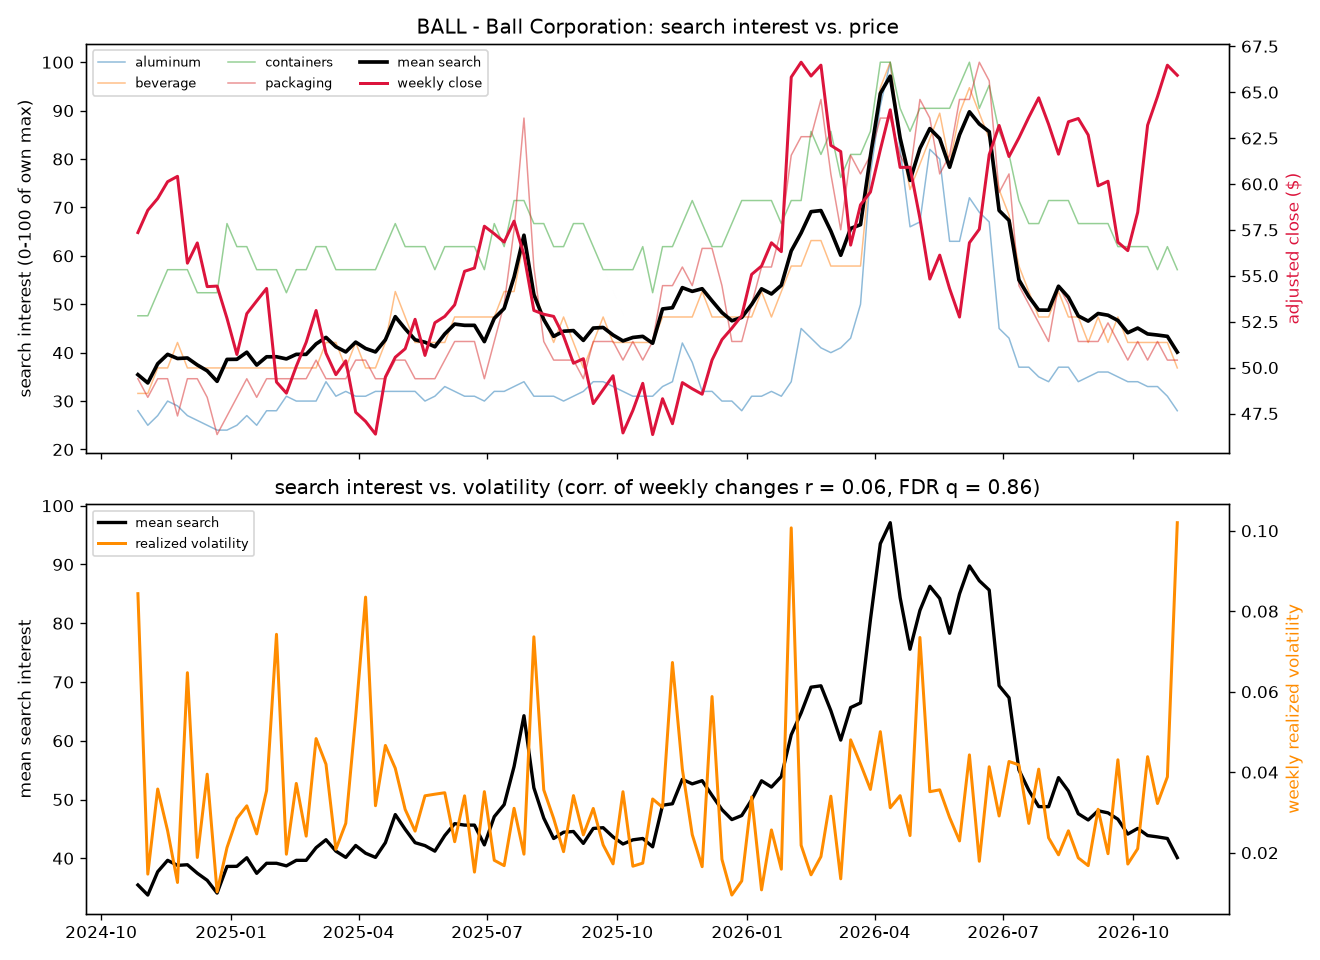 BALL - Ball Corporation: search interest vs. price
aluminum
beverage
containers
packaging
mean search
weekly close
search interest (0-100 of own max)
100
90
80
70
60
50
40
30
20
67.5
65.0
62.5
60.0
57.5
55.0
52.5
50.0
47.5
adjusted close ($)
search interest vs. volatility (corr. of weekly changes r = 0.06, FDR q = 0.86)
mean search
realized volatility
mean search interest
100
90
80
70
60
50
40
0.10
0.08
0.06
0.04
0.02
weekly realized volatility
2024-10
2025-01
2025-04
2025-07
2025-10
2026-01
2026-04
2026-07
2026-10